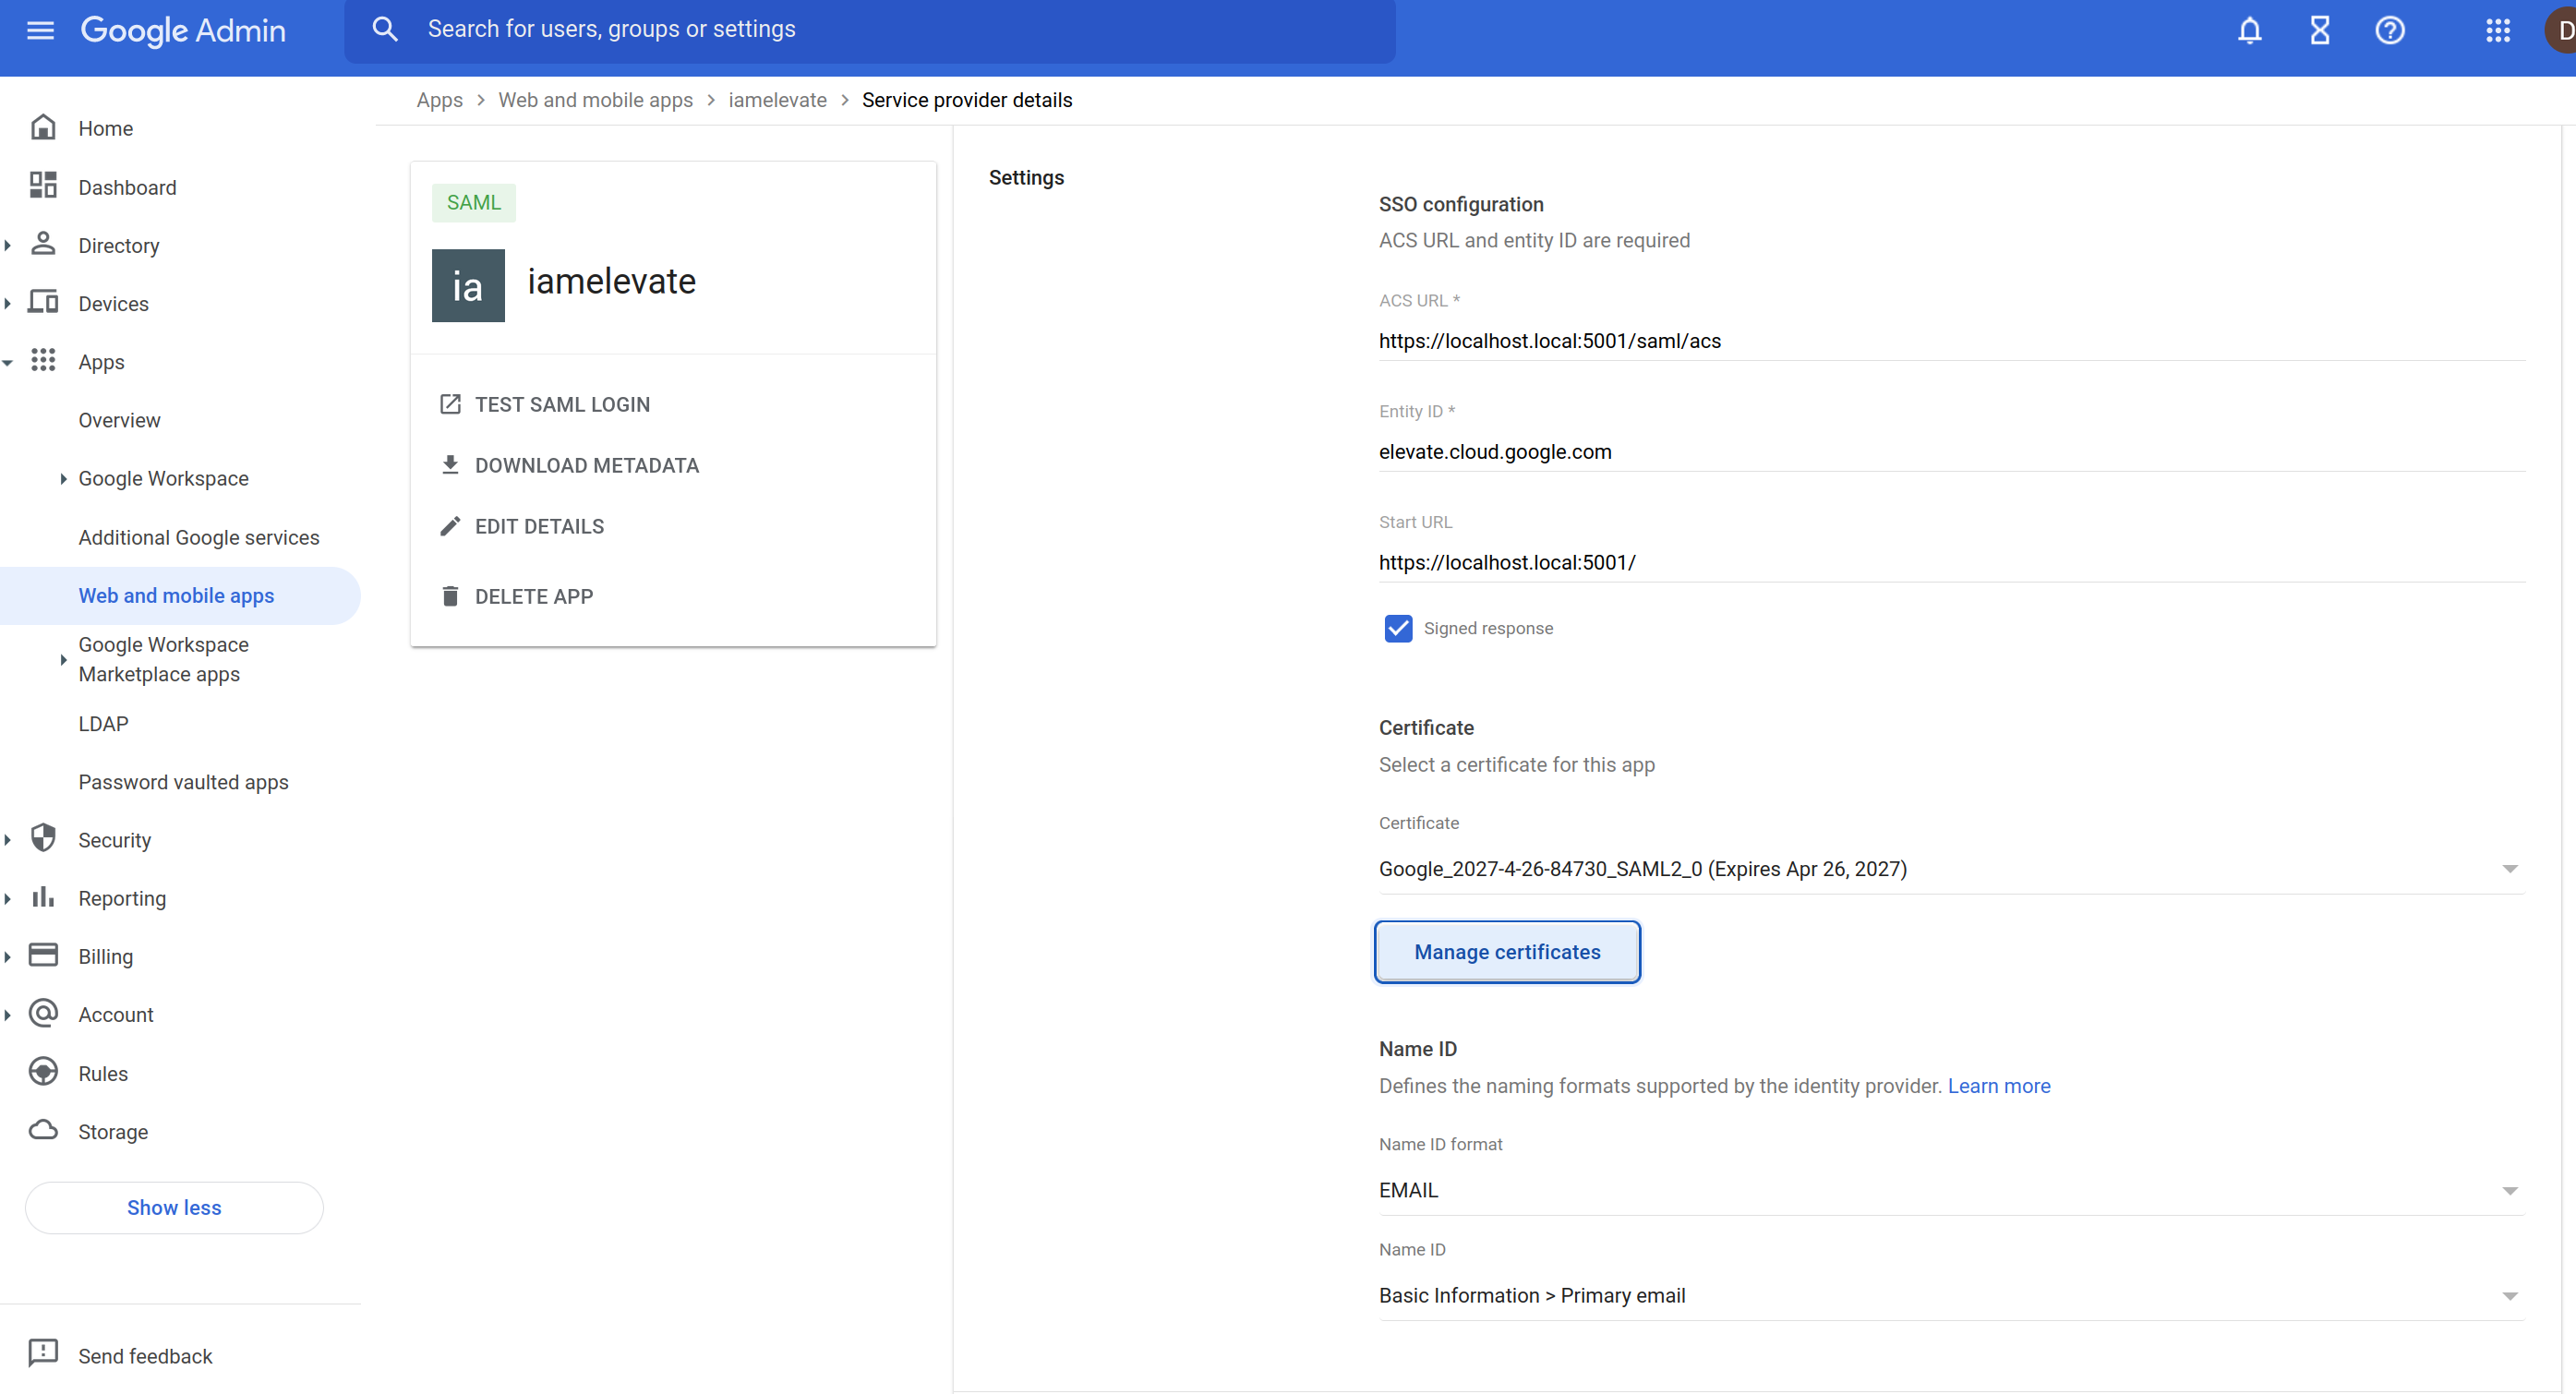 Google Admin
Search for users, groups or settings
D
Apps > Web and mobile apps > iamelevate > Service provider details
Home
Dashboard
Directory
Devices
Apps
Overview
Google Workspace
Additional Google services
Web and mobile apps
Google Workspace
Marketplace apps
LDAP
Password vaulted apps
Security
Reporting
Billing
Account
Rules
Storage
Show less
Send feedback
SAML
ia
iamelevate
TEST SAML LOGIN
DOWNLOAD METADATA
EDIT DETAILS
DELETE APP
Settings
SSO configuration
ACS URL and entity ID are required
ACS URL *
https://localhost.local:5001/saml/acs
Entity ID *
elevate.cloud.google.com
Start URL
https://localhost.local:5001/
Signed response
Certificate
Select a certificate for this app
Certificate
Google_2027-4-26-84730_SAML2_0 (Expires Apr 26, 2027)
Manage certificates
Name ID
Defines the naming formats supported by the identity provider. Learn more
Name ID format
EMAIL
Name ID
Basic Information > Primary email